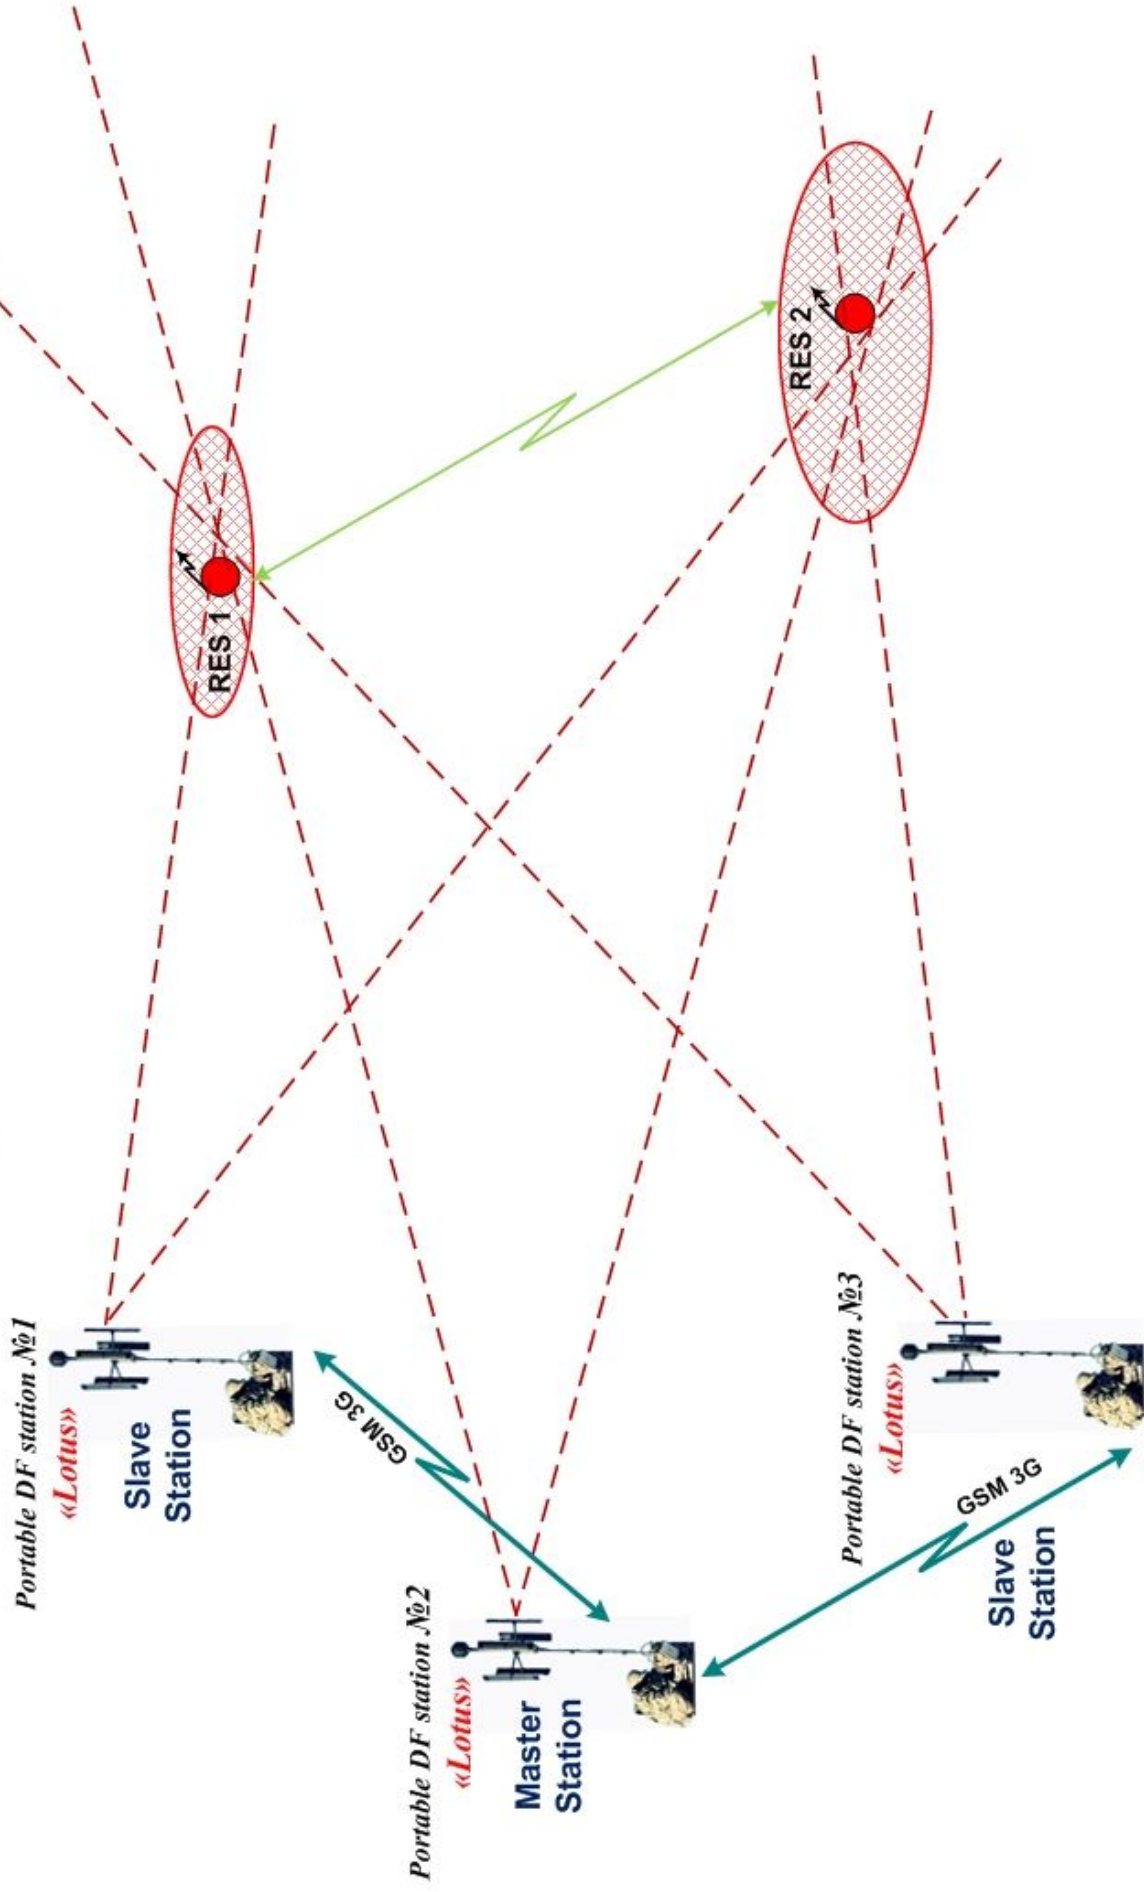 Portable DF station №1
«Lotus»
Slave
Station
GSM 3G
RES 1
Portable DF station №2
«Lotus»
Master
Station
RES 2
Portable DF station №3
«Lotus»
GSM 3G
Slave
Station